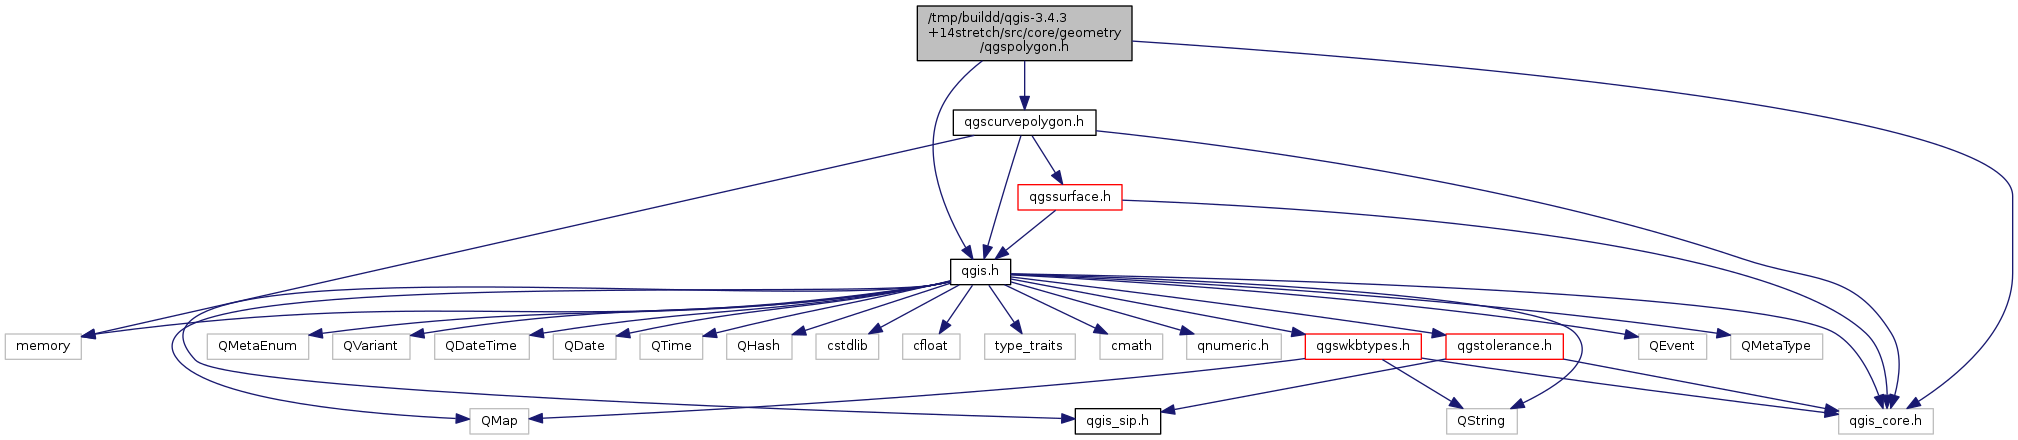 /tmp/buildd/qgis-3.4.3
+14stretch/src/core/geometry
/qgspolygon.h
qgscurvepolygon.h
qgssurface.h
qgis.h
memory
QMetaEnum
QVariant
QDateTime
QDate
QTime
QHash
cstdlib
cfloat
type_traits
cmath
qnumeric.h
qgswkbtypes.h
qgstolerance.h
QEvent
QMetaType
QMap
qgis_sip.h
QString
qgis_core.h